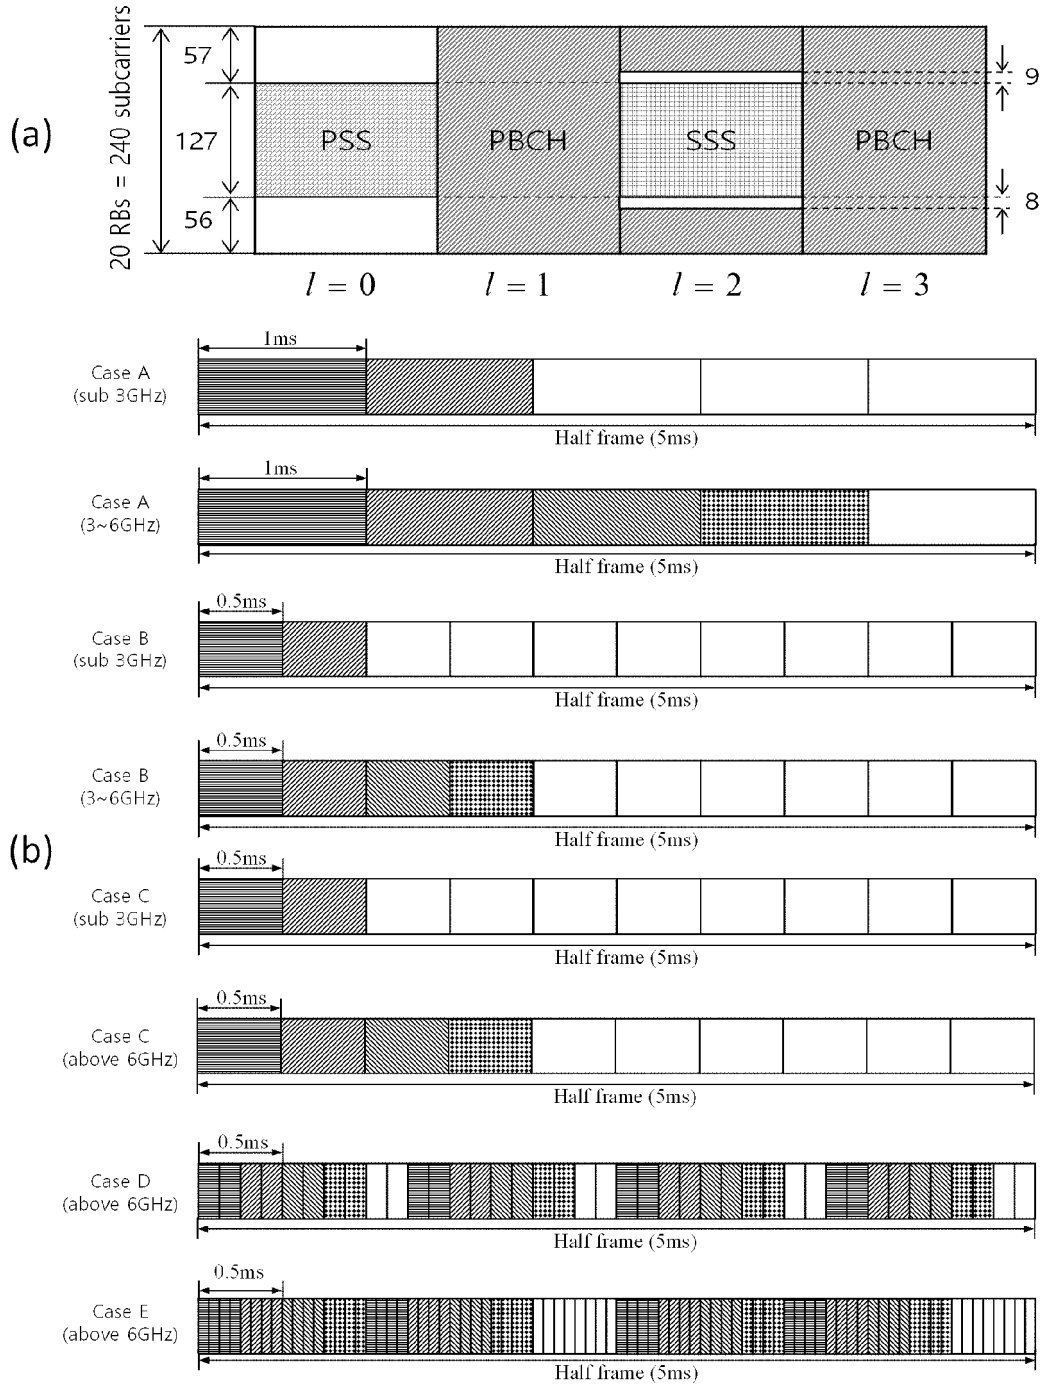 (a)
20 RBs = 240 subcarriers
57
127
56
PSS
PBCH
SSS
PBCH
9
8
l = 0
l = 1
l = 2
l = 3
(b)
1ms
Case A
(sub 3GHz)
Half frame (5ms)
1ms
Case A
(3~6GHz)
Half frame (5ms)
0.5ms
Case B
(sub 3GHz)
Half frame (5ms)
0.5ms
Case B
(3~6GHz)
Half frame (5ms)
0.5ms
Case C
(sub 3GHz)
Half frame (5ms)
0.5ms
Case C
(above 6GHz)
Half frame (5ms)
0.5ms
Case D
(above 6GHz)
Half frame (5ms)
0.5ms
Case E
(above 6GHz)
Half frame (5ms)